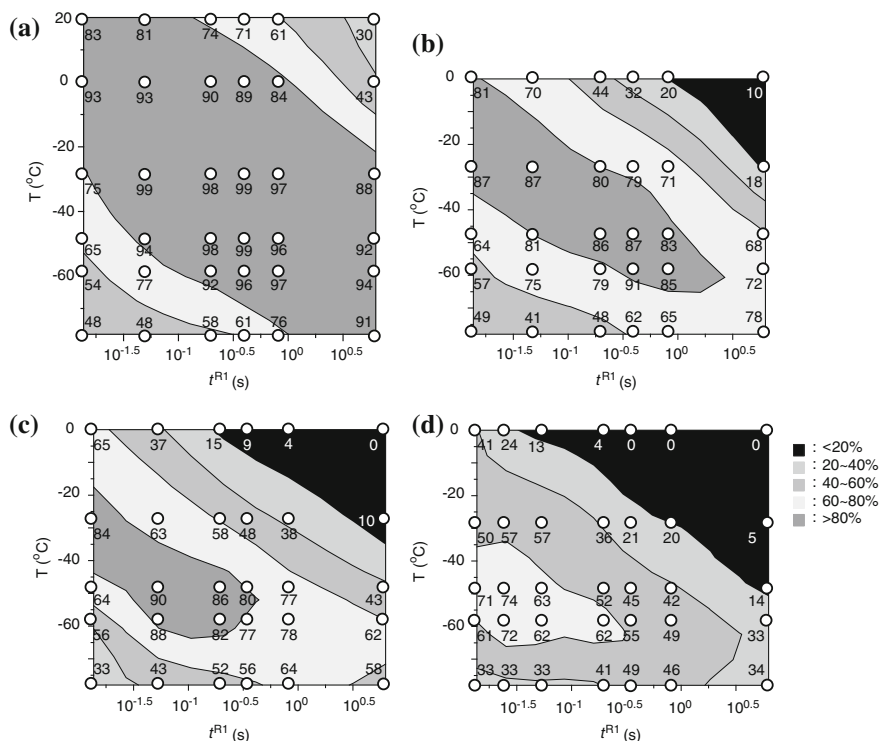 (a)
20
83 81 74 71 61 30
0
93 93 90 89 84 43
-20
75 99 98 99 97 88
-40
65 94 98 99 96 92
-60
54 77 92 96 97 94
48 48 58 61 76 91
T (°C)
10^-1.5 10^-1 10^-0.5 10^0 10^0.5
t^R1 (s)
(b)
0
81 70 44 32 20 10
-20
87 87 80 79 71 18
-40
64 81 86 87 83 68
-60
57 75 79 91 85 72
49 41 48 62 65 78
T (°C)
10^-1.5 10^-1 10^-0.5 10^0 10^0.5
t^R1 (s)
(c)
0
65 37 15 9 4 0
-20
84 63 58 48 38 10
-40
64 90 86 80 77 43
-60
56 88 82 77 78 62
33 43 52 56 64 58
T (°C)
10^-1.5 10^-1 10^-0.5 10^0 10^0.5
t^R1 (s)
(d)
0
41 24 13 4 0 0 0
-20
50 57 57 36 21 20 5
-40
71 74 63 52 45 42 14
-60
61 72 62 62 55 49 33
33 33 33 41 49 46 34
T (°C)
10^-1.5 10^-1 10^-0.5 10^0 10^0.5
t^R1 (s)
: <20%
: 20~40%
: 40~60%
: 60~80%
: >80%